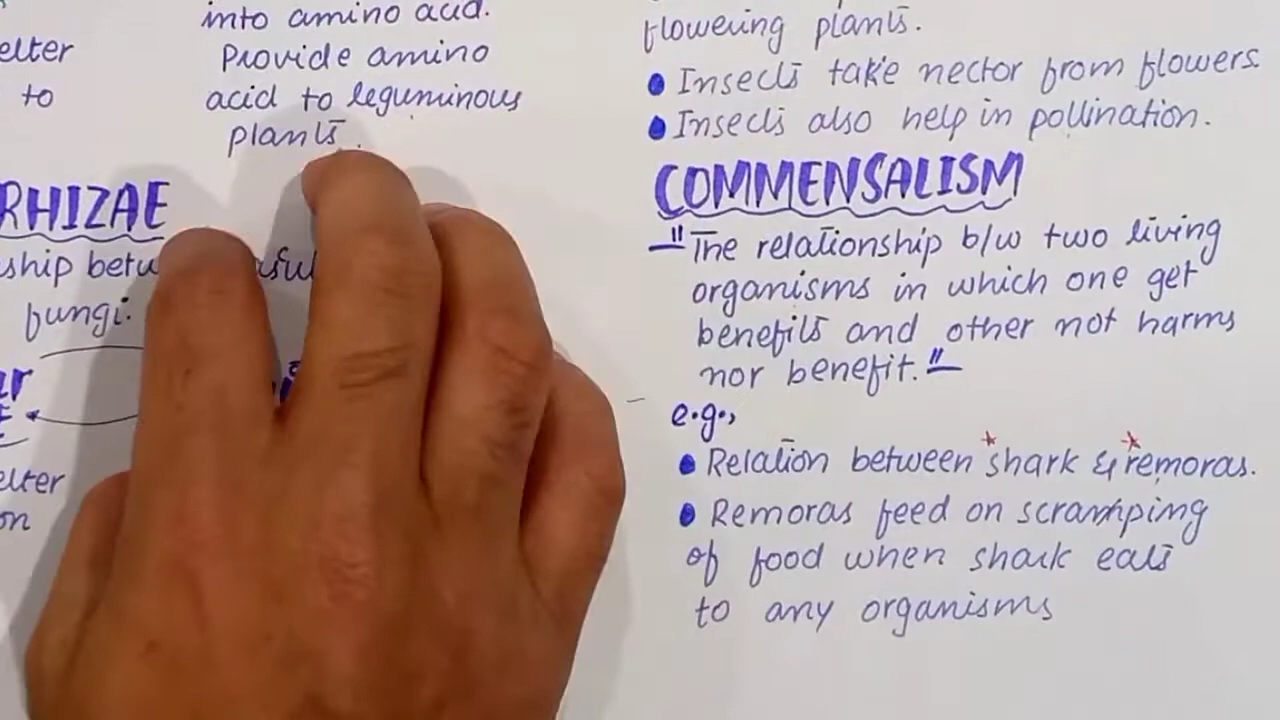 into amino acid.
Provide amino
acid to leguminous
plants.
elter
to
RHIZAE
ship betw
fungi.
elter
on
flowering plants.
Insects take nector from flowers.
Insects also help in pollination.
COMMENSALISM
"The relationship b/w two living
organisms in which one get
benefits and other not harms
nor benefit."
e.g.,
Relation between shark & remoras.
Remoras feed on scramping
of food when shark eats
to any organisms